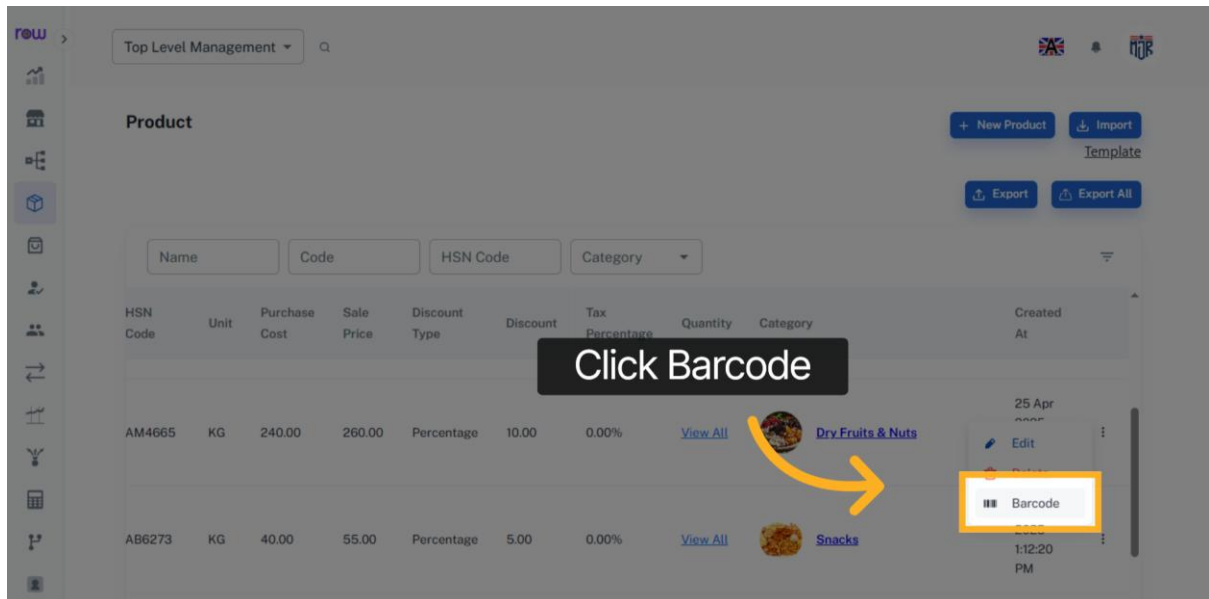 row
Top Level Management
A
MJR
Product
+ New Product
Import
Template
Export
Export All
Name
Code
HSN Code
Category
HSN Code
Unit
Purchase Cost
Sale Price
Discount Type
Discount
Tax Percentage
Quantity
Category
Created At
Click Barcode
AM4665
KG
240.00
260.00
Percentage
10.00
0.00%
View All
Dry Fruits & Nuts
25 Apr
Edit
Barcode
AB6273
KG
40.00
55.00
Percentage
5.00
0.00%
View All
Snacks
1:12:20
PM